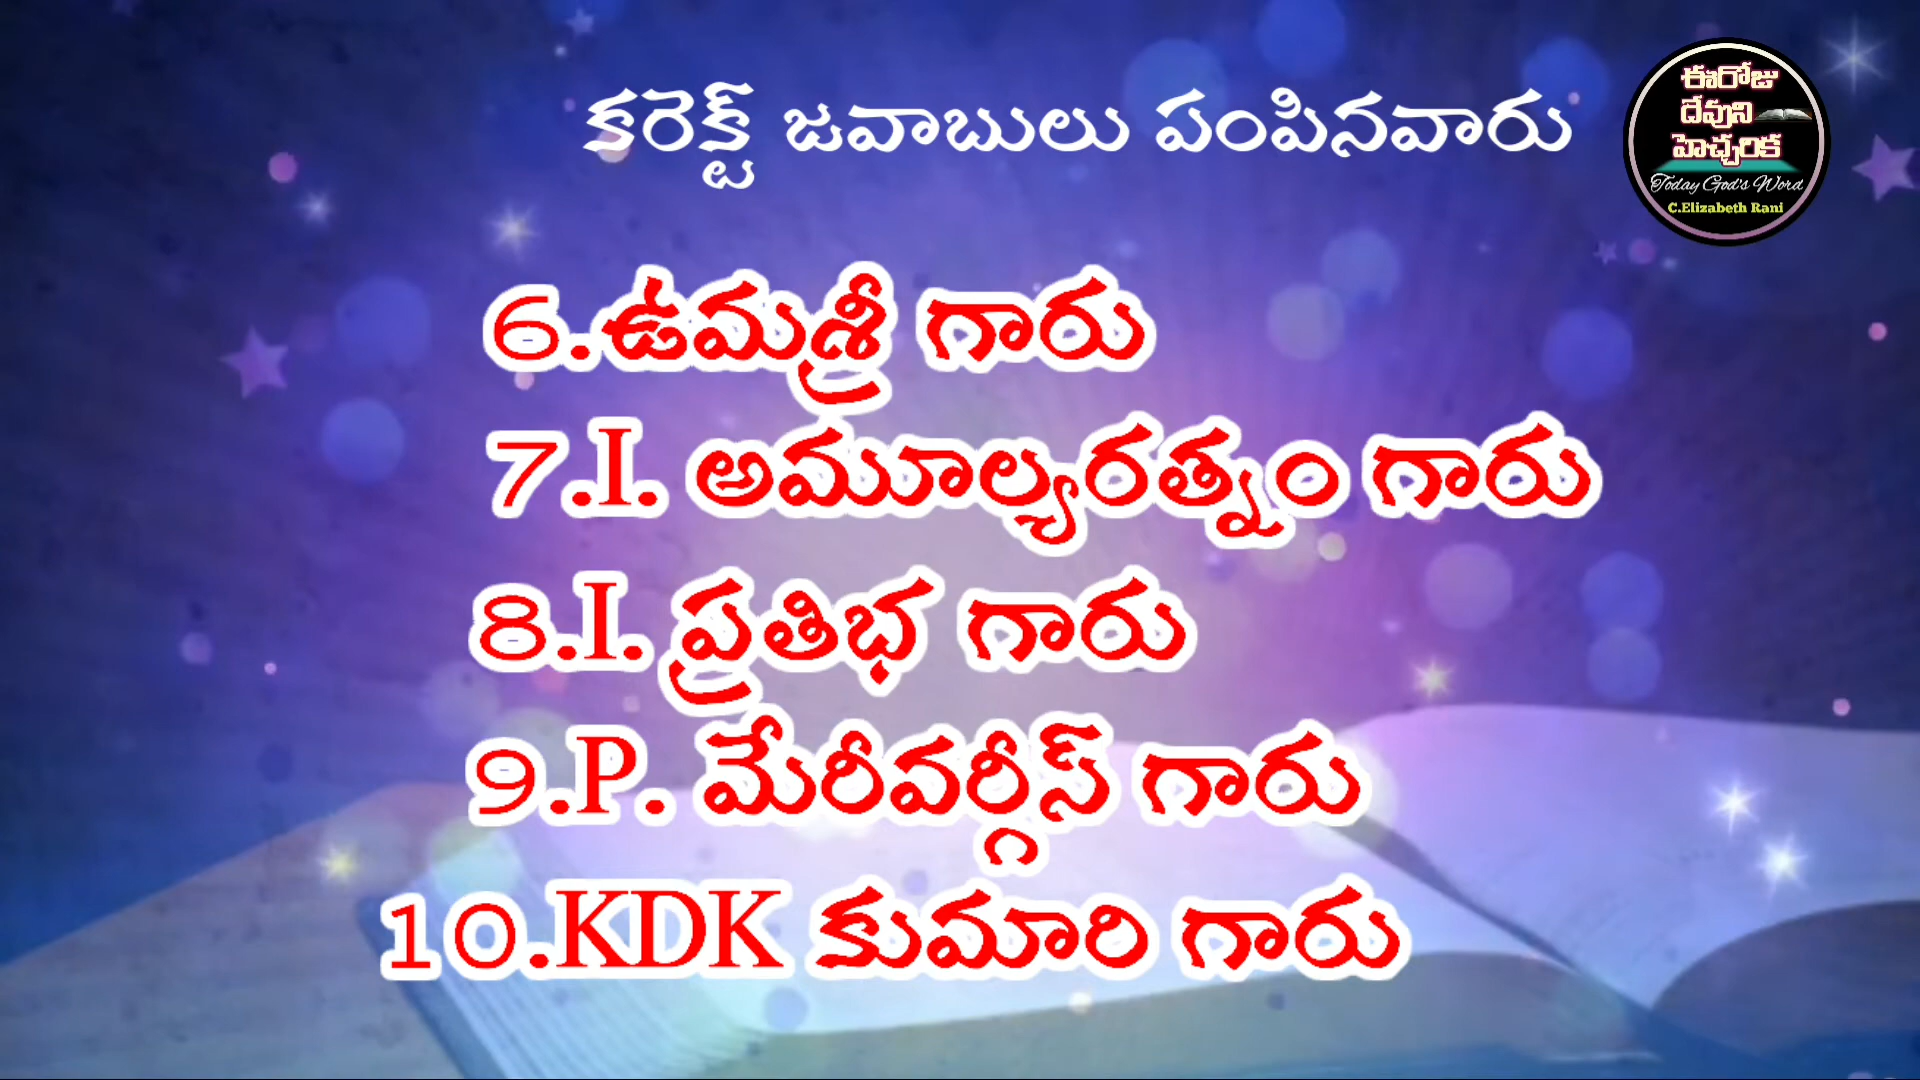 కరెక్ట్ జవాబులు పంపినవారు
ఈరోజు
దేవుని
హెచ్చరిక
Today God's Word
C.Elizabeth Rani
6.ఉమశ్రీ గారు
7.I. అమూల్యరత్నం గారు
8.I. ప్రతిభ గారు
9.P. మేరీవర్గీస్ గారు
10.KDK కుమారి గారు